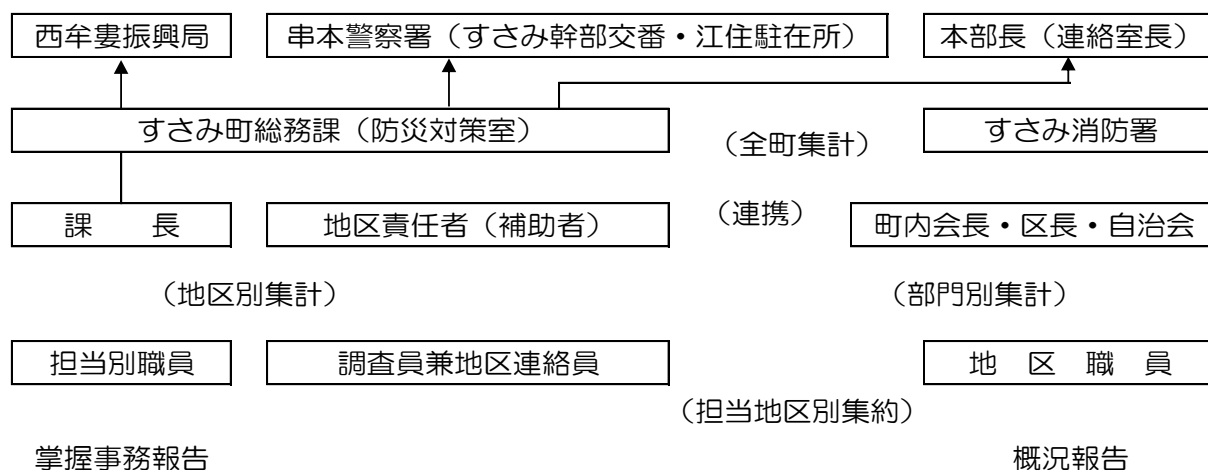 西牟婁振興局　串本警察署（すさみ幹部交番・江住駐在所）　本部長（連絡室長）
すさみ町総務課（防災対策室）　（全町集計）　すさみ消防署
課　　長　地区責任者（補助者）　（連携）　町内会長・区長・自治会
（地区別集計）　（部門別集計）
担当別職員　調査員兼地区連絡員　地　区　職　員
（担当地区別集約）
掌握事務報告　概況報告